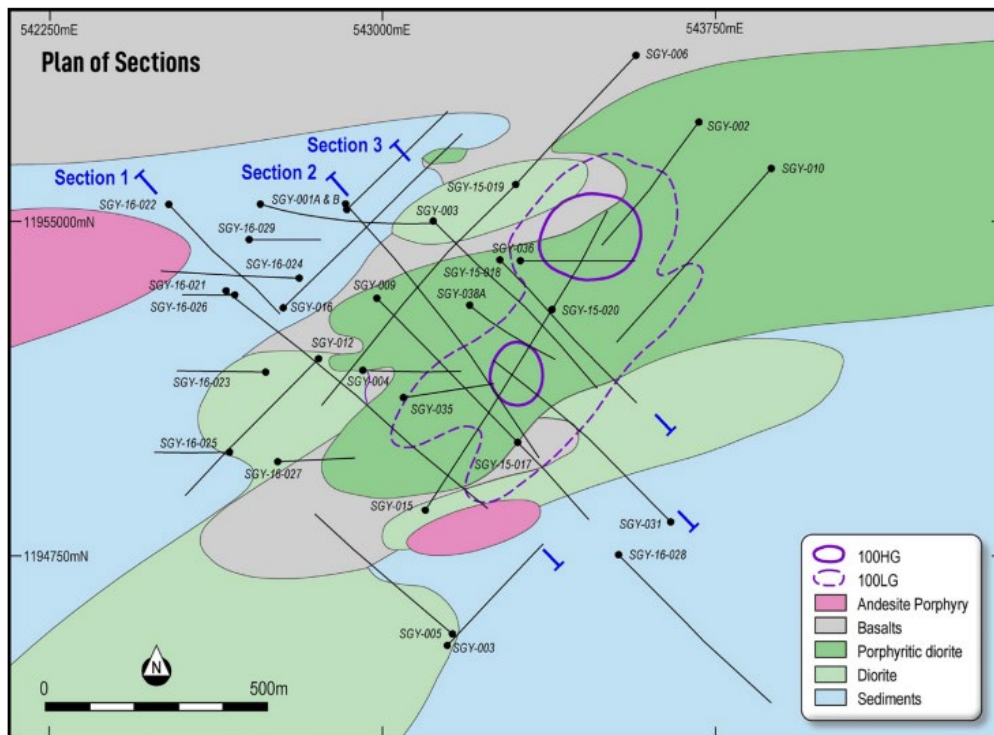 542250mE
543000mE
543750mE
Plan of Sections
SGY-006
SGY-002
Section 3
SGY-010
Section 1
Section 2
SGY-16-022
SGY-001A & B
SGY-15-019
SGY-003
11955000mN
SGY-16-029
SGY-036
SGY-16-024
SGY-15-018
SGY-16-021
SGY-009
SGY-038A
SGY-16-026
SGY-016
SGY-15-020
SGY-012
SGY-16-023
SGY-004
SGY-035
SGY-16-025
SGY-15-017
SGY-16-027
SGY-015
SGY-031
1194750mN
SGY-16-028
100HG
100LG
Andesite Porphyry
SGY-005
Basalts
SGY-003
Porphyritic diorite
N
Diorite
0
500m
Sediments